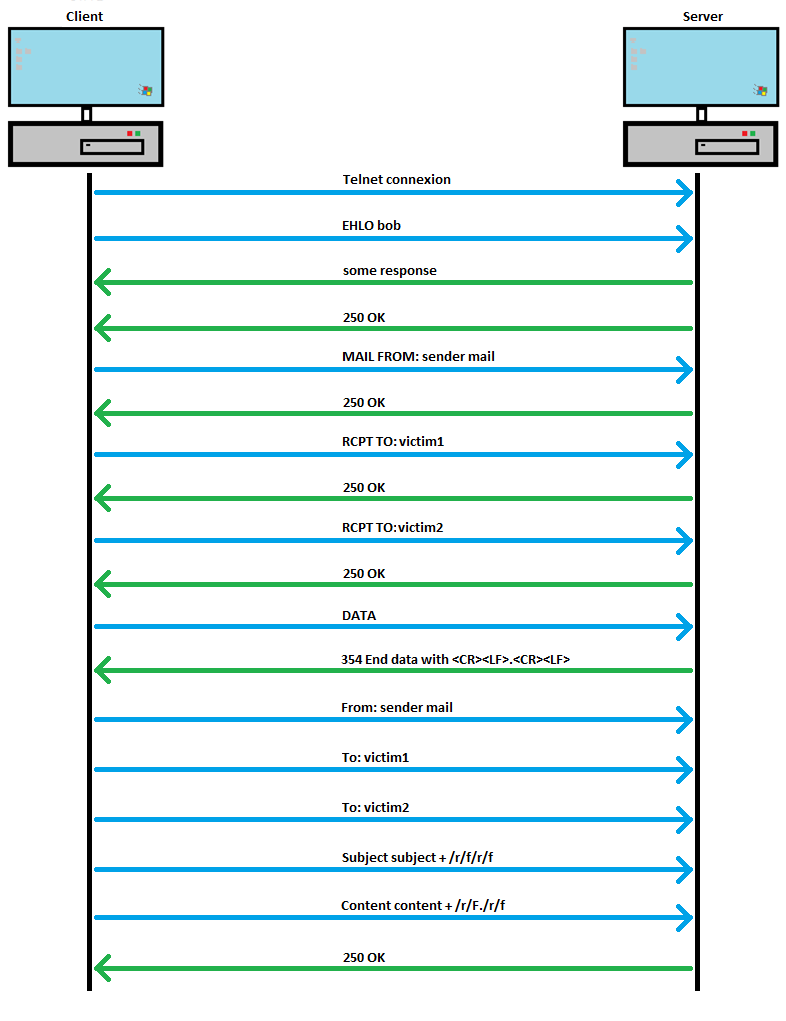 Client
Server
Telnet connexion
EHLO bob
some response
250 OK
MAIL FROM: sender mail
250 OK
RCPT TO: victim1
250 OK
RCPT TO:victim2
250 OK
DATA
354 End data with <CR><LF>.<CR><LF>
From: sender mail
To: victim1
To: victim2
Subject subject + /r/f/r/f
Content content + /r/F./r/f
250 OK